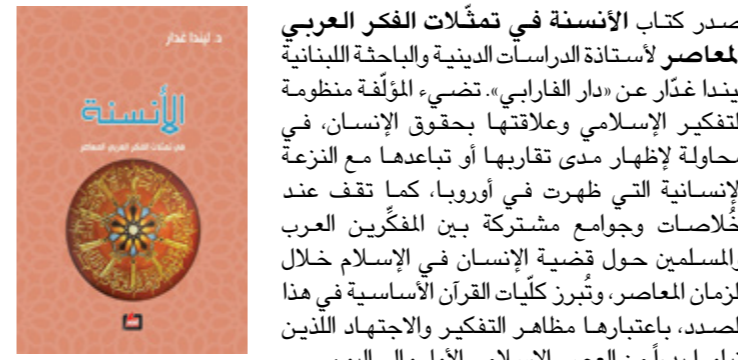 صدر كتاب الأنسنة في تمثّلات الفكر العربي
لمعاصر لأستاذة الدراسات الدينية والباحثة اللبنانية
يندا غدّار عن «دار الفارابي». تضيء المؤلّفة منظومة
لتفكير الإسلامي وعلاقتها بحقوق الإنسان، في
محاولة لإظهار مدى تقاربها أو تباعدها مع النزعة
لإنسانية التي ظهرت في أوروبا، كما تقف عند
خُلاصات وجوامع مشتركة بين المفكِّرين العرب
والمسلمين حول قضية الإنسان في الإسلام خلال
لزمان المعاصر، وتُبرز كلّيات القرآن الأساسية في هذا
لصدد، باعتبارها مظاهر التفكير والاجتهاد اللذين
د. ليندا غدار
الأنسنة
في تمثلات الفكر العربي المعاصر